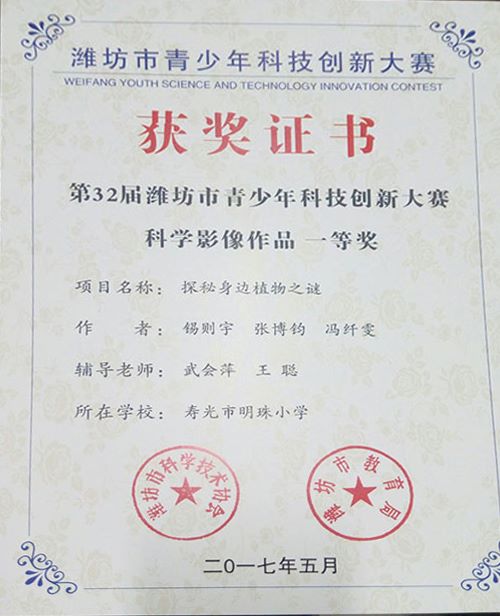 潍坊市青少年科技创新大赛
WEIFANG YOUTH SCIENCE AND TECHNOLOGY INNOVATION CONTEST
获奖证书
第32届潍坊市青少年科技创新大赛
科学影像作品 一等奖
项目名称： 探秘身边植物之谜
作 者： 锡则宇 张博钧 冯纤雯
辅导老师： 武会萍 王 聪
所在学校： 寿光市明珠小学
潍坊市科学技术协会
潍坊市教育局
二〇一七年五月